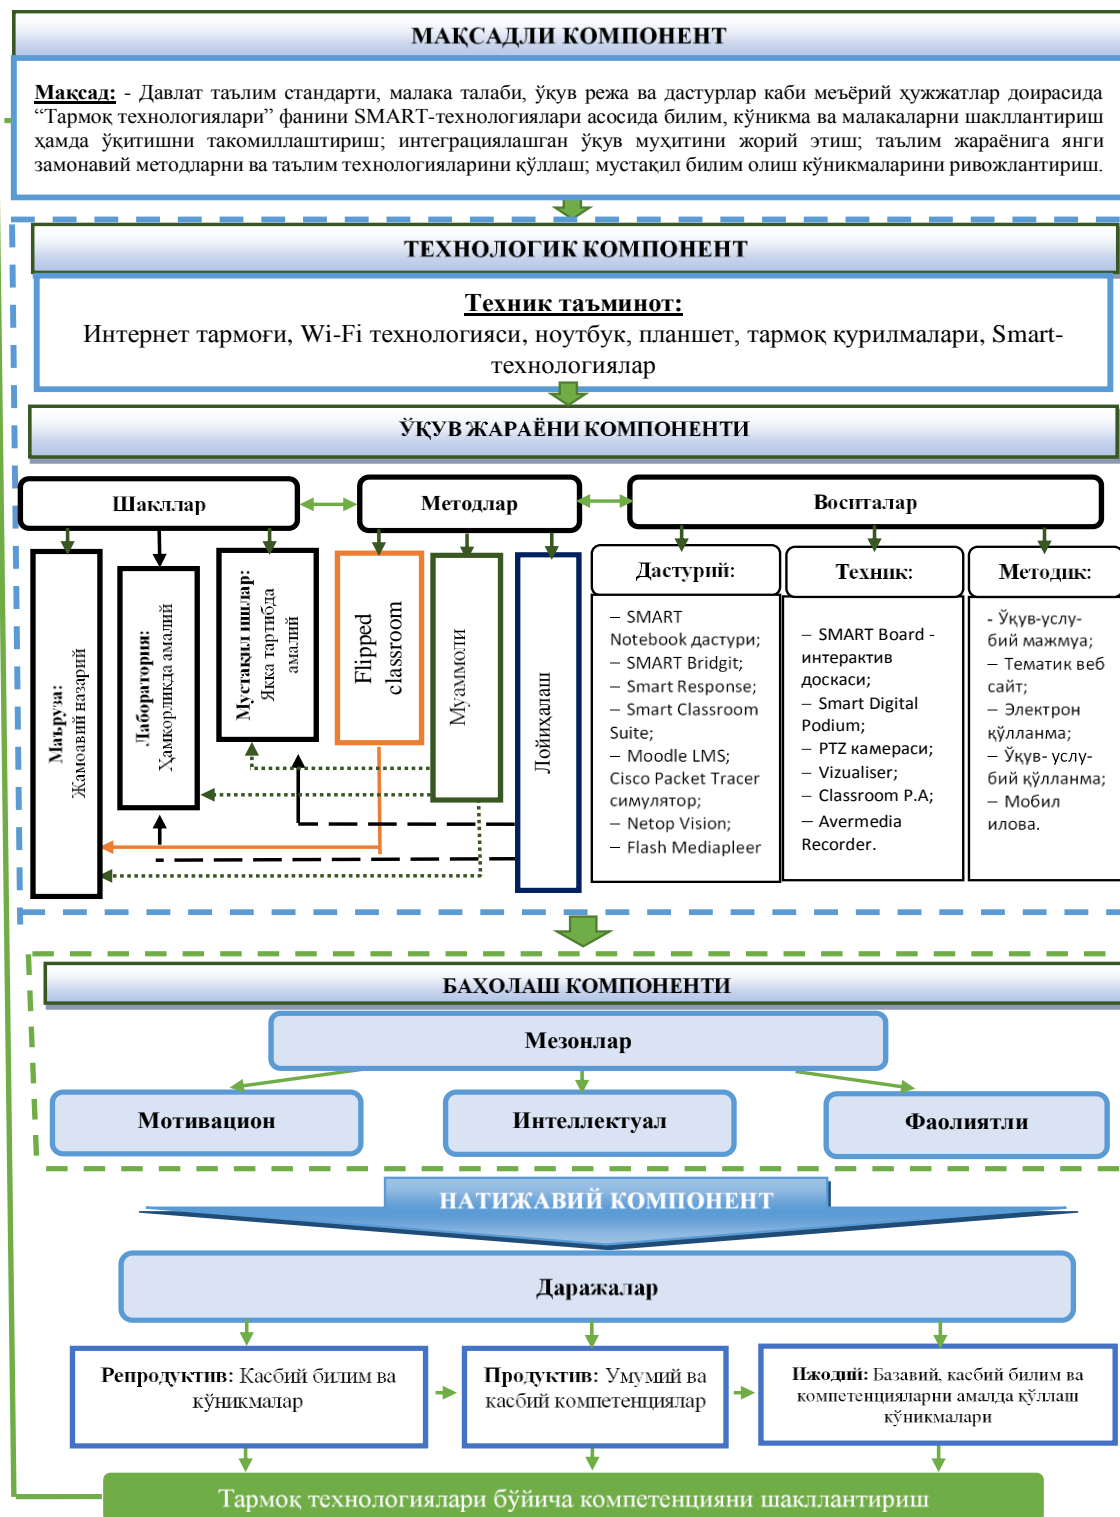 МАҚСАДЛИ КОМПОНЕНТ
Мақсад: - Давлат таълим стандарти, малака талаби, ўқув режа ва дастурлар каби меъёрий ҳужжатлар доирасида
“Тармоқ технологиялари” фанини SMART-технологиялари асосида билим, кўникма ва малакаларни шакллантириш
ҳамда ўқитишни такомиллаштириш; интеграциялашган ўқув муҳитини жорий этиш; таълим жараёнига янги
замонавий методларни ва таълим технологияларини қўллаш; мустақил билим олиш кўникмаларини ривожлантириш.
ТЕХНОЛОГИК КОМПОНЕНТ
Техник таъминот:
Интернет тармоғи, Wi-Fi технологияси, ноутбук, планшет, тармоқ қурилмалари, Smart-
технологиялар
ЎҚУВ ЖАРАЁНИ КОМПОНЕНТИ
Шакллар
Методлар
Воситалар
Маъруза:
Жамоавий назарий
Лаборатория:
Ҳамкорликда амалий
Мустақил ишлар:
Якка тартибда
амалий
Flipped
classroom
Муаммоли
Лойиҳалаш
Дастурий:
– SMART
Notebook дастури;
– SMART Bridgit;
– Smart Response;
– Smart Classroom
Suite;
– Moodle LMS;
Cisco Packet Tracer
симулятор;
– Netop Vision;
– Flash Mediapleer
Техник:
– SMART Board -
интерактив
доскаси;
– Smart Digital
Podium;
– PTZ камераси;
– Vizualiser;
– Classroom P.A;
– Avermedia
Recorder.
Методик:
- Ўқув-услу-
бий мажмуа;
– Тематик веб
сайт;
– Электрон
қўлланма;
– Ўқув- услу-
бий қўлланма;
– Мобил
илова.
БАҲОЛАШ КОМПОНЕНТИ
Мезонлар
Мотивацион
Интеллектуал
Фаолиятли
НАТИЖАВИЙ КОМПОНЕНТ
Даражалар
Репродуктив: Касбий билим ва
кўникмалар
Продуктив: Умумий ва
касбий компетенциялар
Ижодий: Базавий, касбий билим ва
компетенцияларни амалда қўллаш
кўникмалари
Тармоқ технологиялари бўйича компетенцияни шакллантириш